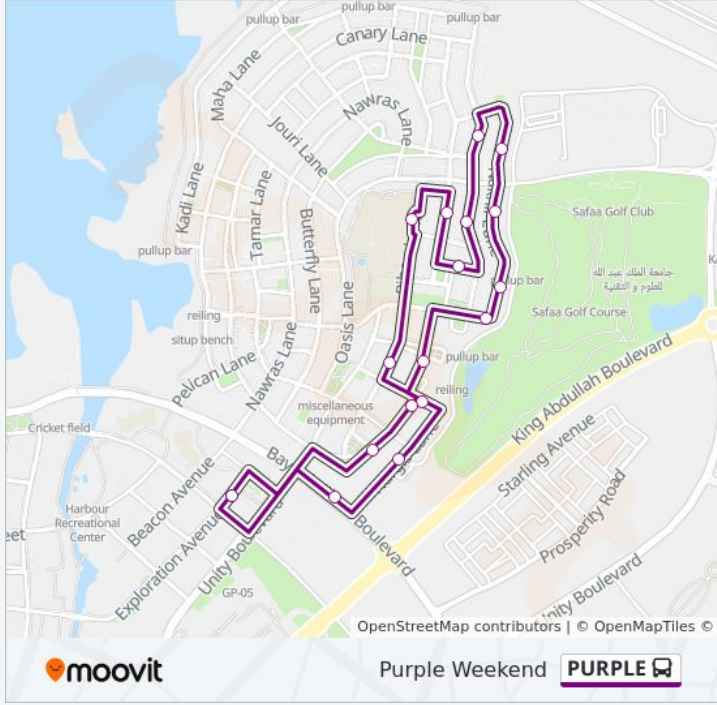 pullup bar
pullup bar
pullup bar
Canary Lane
Maha Lane
Nawras Lane
Jouri Lane
Kadi Lane
Tamar Lane
Butterfly Lane
Safaa Golf Club
pullup bar
جامعة الملك عبد الله
للعلوم و التقنية
pullup bar
Oasis Lane
reiling
Safaa Golf Course
situp bench
Nawras Lane
pullup bar
Pelican Lane
King Abdullah Boulevard
reiling
miscellaneous
equipment
Starling Avenue
Cricket field
Bay
Boulevard
Beacon Avenue
Prosperity Road
Harbour
Recreational
Center
Exploration Avenue
Unity Boulevard
GP-05
Unity Boulevard
OpenStreetMap contributors | © OpenMapTiles ©
moovit
Purple Weekend
PURPLE